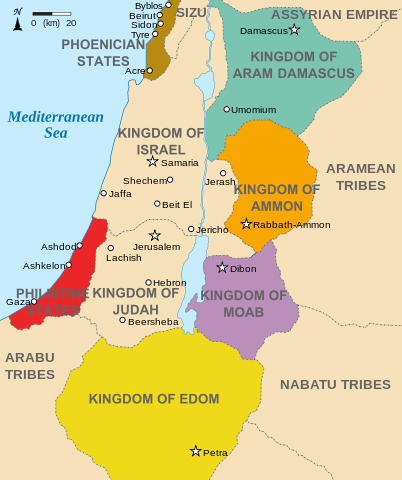 Byblos
SIZU
ASSYRIAN EMPIRE
N
0 (km) 20
Beirut
Sidon
Tyre
Damascus
PHOENICIAN
STATES
KINGDOM OF
ARAM DAMASCUS
Acre
Mediterranean
Sea
Umomium
KINGDOM OF
ISRAEL
Samaria
ARAMEAN
TRIBES
Shechem
Jerash
KINGDOM OF
AMMON
Jaffa
Beit El
Rabbath-Ammon
Jericho
Ashdod
Jerusalem
Lachish
Ashkelon
Dibon
Hebron
PHILISTINE
STATES
Gaza
KINGDOM OF
JUDAH
KINGDOM OF
MOAB
Beersheba
ARABU
TRIBES
NABATU TRIBES
KINGDOM OF EDOM
Petra